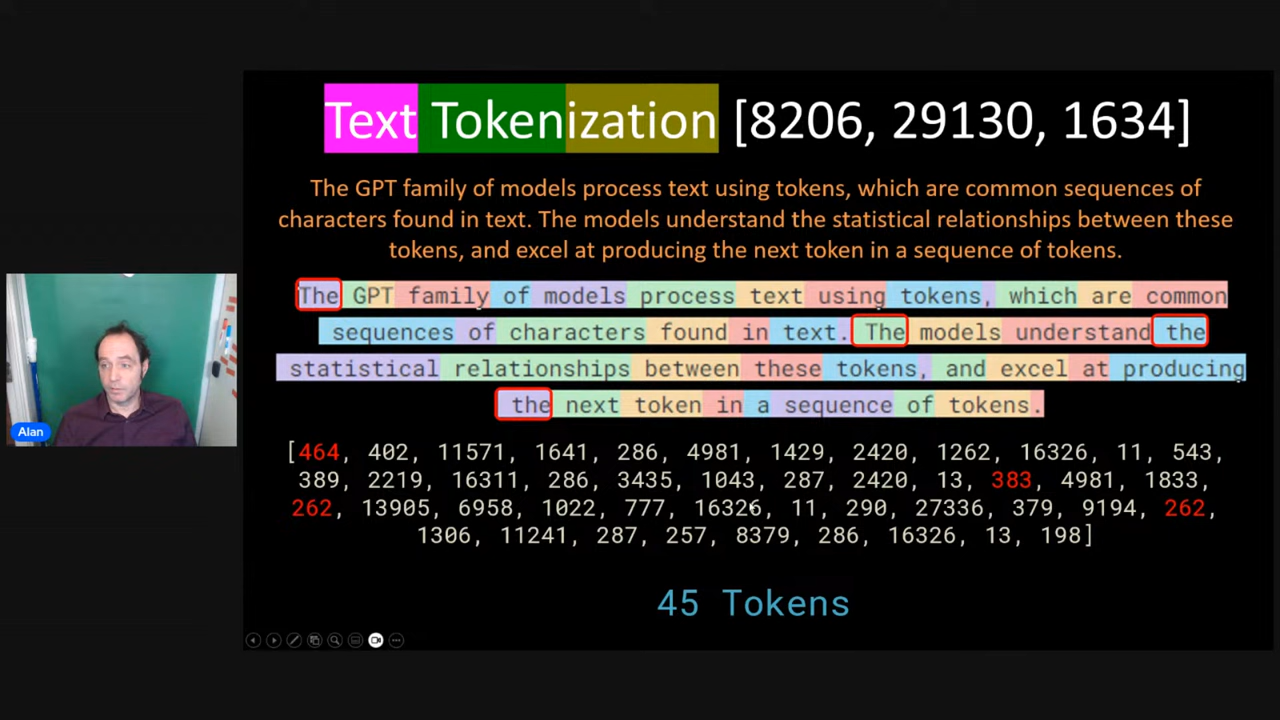 Text Tokenization [8206, 29130, 1634]
The GPT family of models process text using tokens, which are common sequences of
characters found in text. The models understand the statistical relationships between these
tokens, and excel at producing the next token in a sequence of tokens.
The GPT family of models process text using tokens, which are common
sequences of characters found in text. The models understand the
statistical relationships between these tokens, and excel at producing
the next token in a sequence of tokens.
[464, 402, 11571, 1641, 286, 4981, 1429, 2420, 1262, 16326, 11, 543,
389, 2219, 16311, 286, 3435, 1043, 287, 2420, 13, 383, 4981, 1833,
262, 13905, 6958, 1022, 777, 16326, 11, 290, 27336, 379, 9194, 262,
1306, 11241, 287, 257, 8379, 286, 16326, 13, 198]
45 Tokens
Alan